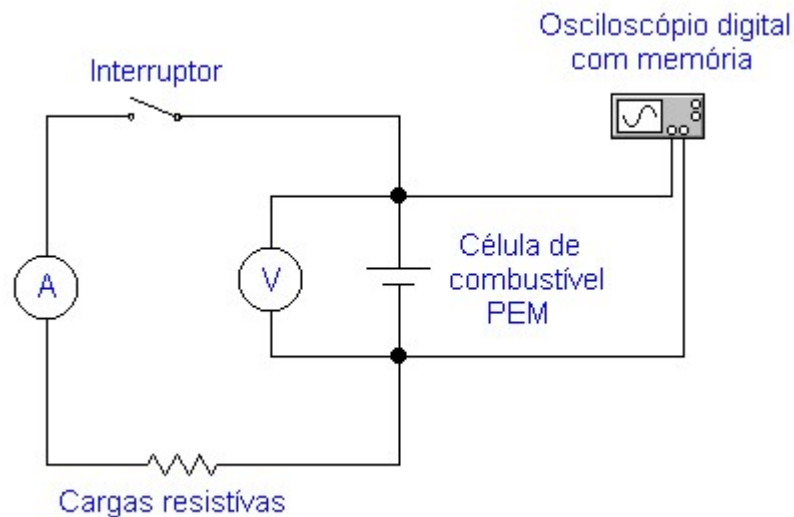 Osciloscópio digital
com memória
Interruptor
A
V
Célula de
combustível
PEM
Cargas resistívas